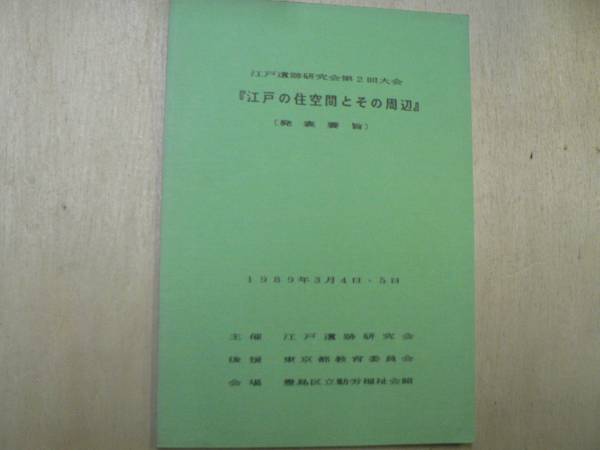 江戸遺跡研究会第2回大会
『江戸の住空間とその周辺』
(発表要旨)
1989年3月4日・5日
主催 江戸遺跡研究会
後援 東京都教育委員会
会場 豊島区立勤労福祉会館